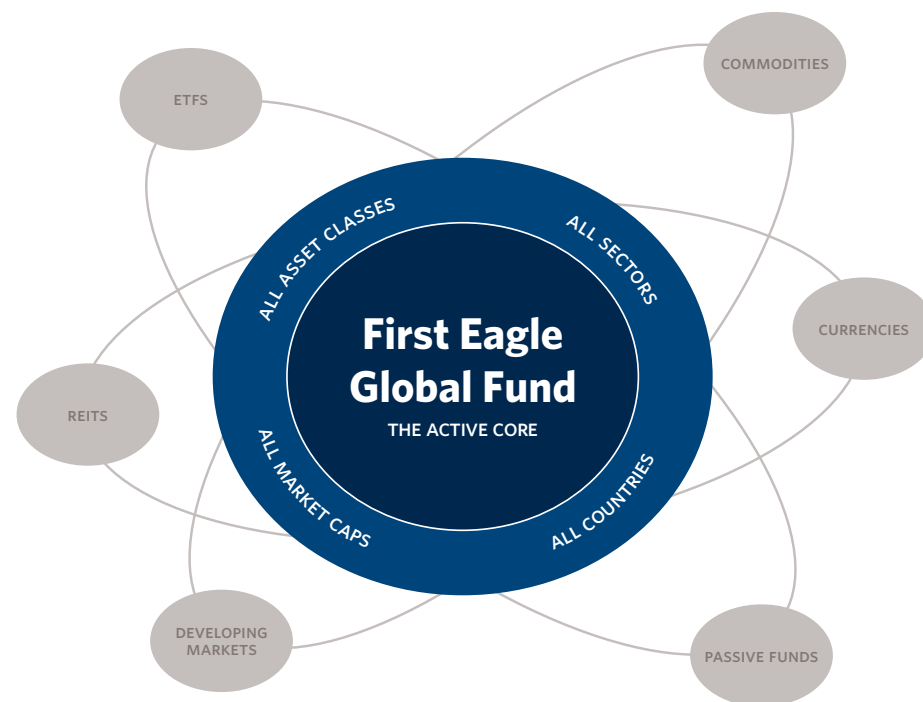 COMMODITIES
ETFS
ALL ASSET CLASSES
ALL SECTORS
First Eagle
Global Fund
THE ACTIVE CORE
CURRENCIES
REITS
ALL MARKET CAPS
ALL COUNTRIES
DEVELOPING
MARKETS
PASSIVE FUNDS